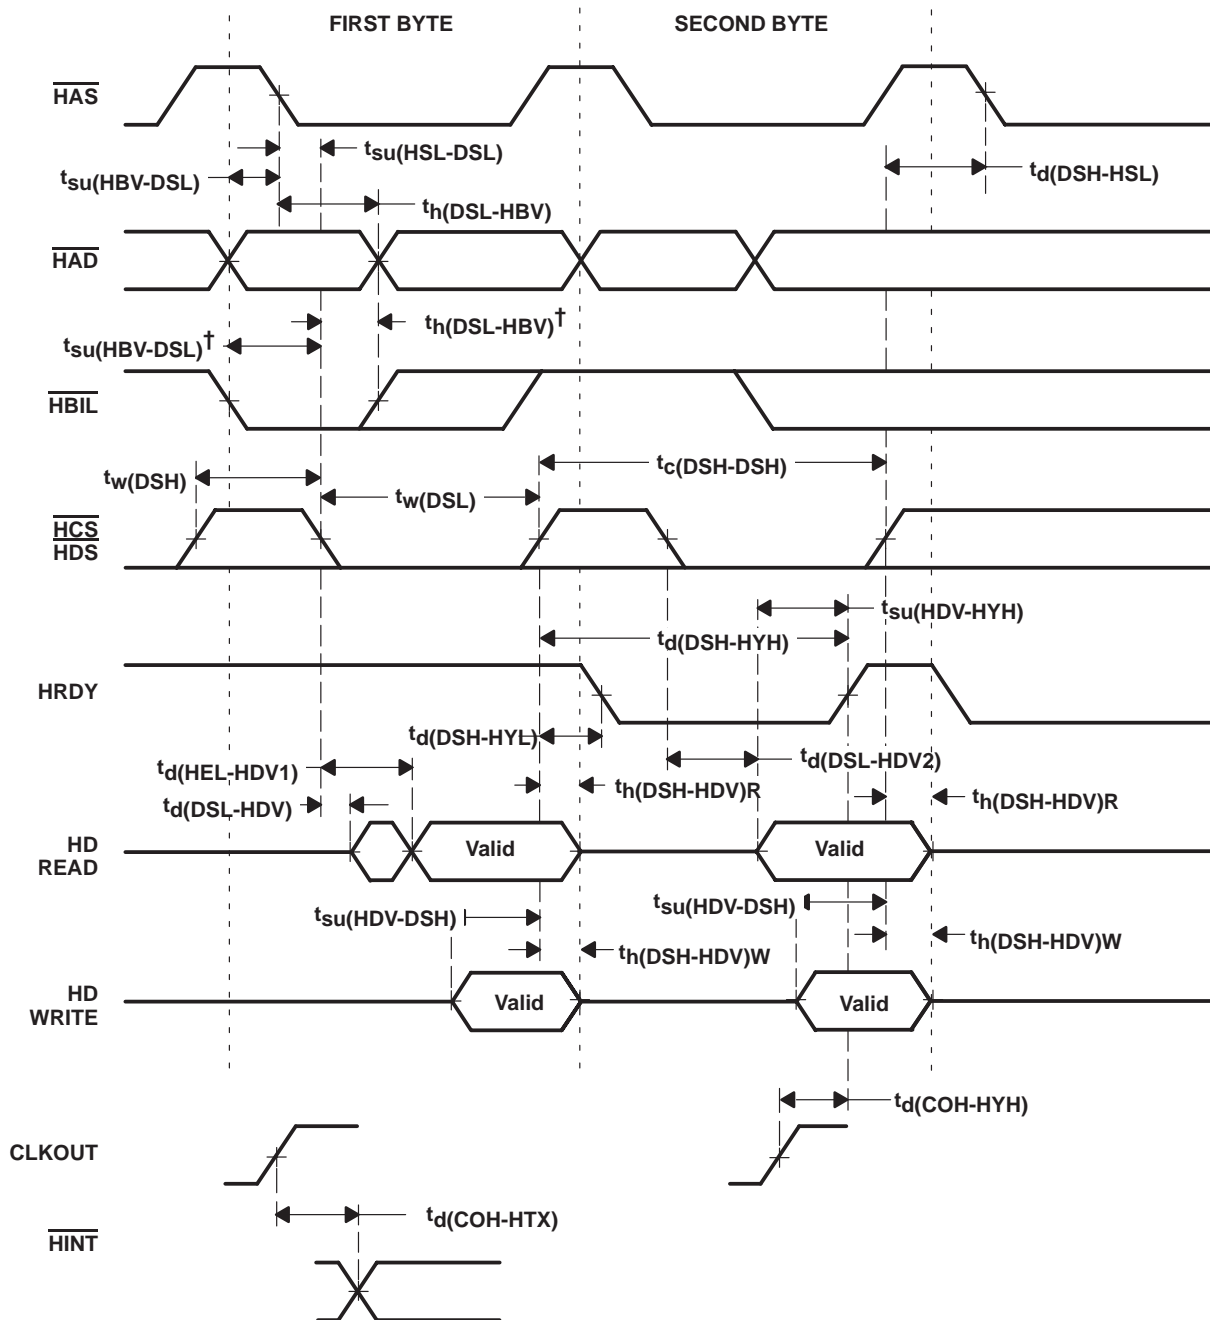 FIRST BYTE
SECOND BYTE
HAS
tsu(HSL-DSL)
tsu(HBV-DSL)
td(DSH-HSL)
th(DSL-HBV)
HAD
th(DSL-HBV)†
tsu(HBV-DSL)†
HBIL
tc(DSH-DSH)
tw(DSH)
tw(DSL)
HCS
HDS
tsu(HDV-HYH)
td(DSH-HYH)
HRDY
td(DSH-HYL)
td(DSL-HDV2)
td(HEL-HDV1)
th(DSH-HDV)R
th(DSH-HDV)R
td(DSL-HDV)
HD
READ
Valid
Valid
tsu(HDV-DSH)
tsu(HDV-DSH)
th(DSH-HDV)W
th(DSH-HDV)W
HD
WRITE
Valid
Valid
td(COH-HYH)
CLKOUT
td(COH-HTX)
HINT